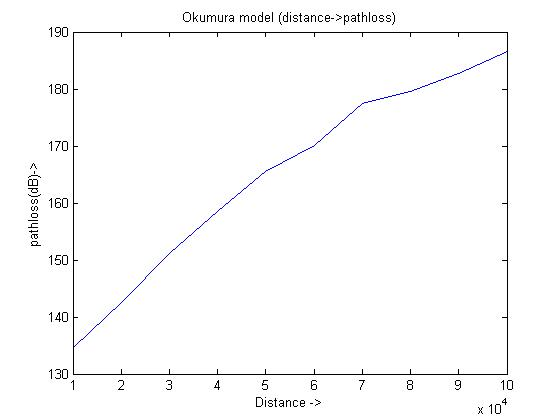 Okumura model (distance->pathloss)
190
180
170
160
150
140
130
pathloss(dB)->
1 2 3 4 5 6 7 8 9 10
Distance ->
x 10^4